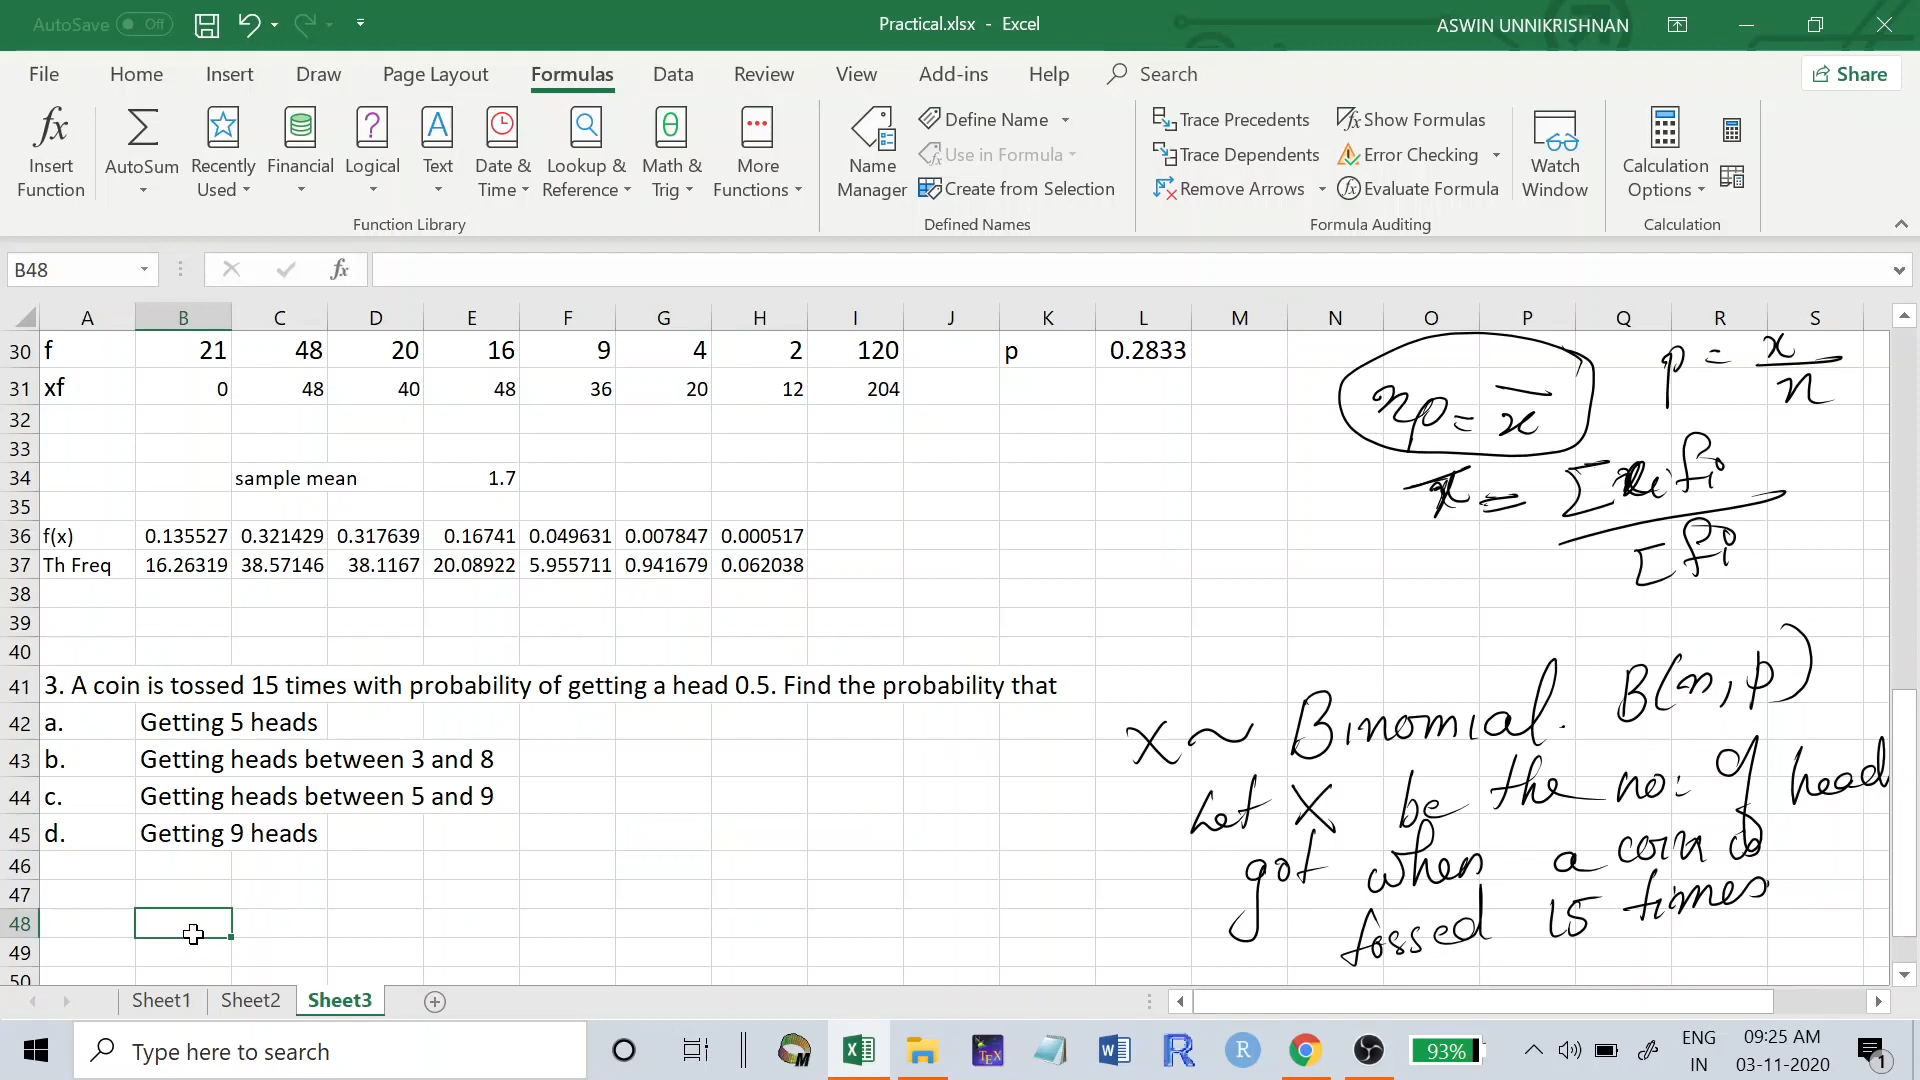 AutoSave Off Practical.xlsx - Excel ASWIN UNNIKRISHNAN
File Home Insert Draw Page Layout Formulas Data Review View Add-ins Help Search Share
Insert Function
AutoSum
Recently Used
Financial
Logical
Text
Date & Time
Lookup & Reference
Math & Trig
More Functions
Function Library
Name Manager
Define Name
Use in Formula
Create from Selection
Defined Names
Trace Precedents
Trace Dependents
Remove Arrows
Show Formulas
Error Checking
Evaluate Formula
Formula Auditing
Watch Window
Calculation Options
Calculation
B48 fx
A B C D E F G H I J K L M N O P Q R S
30 f 21 48 20 16 9 4 2 120 p 0.2833
31 xf 0 48 40 48 36 20 12 204
32
33
34 sample mean 1.7
35
36 f(x) 0.135527 0.321429 0.317639 0.16741 0.049631 0.007847 0.000517
37 Th Freq 16.26319 38.57146 38.1167 20.08922 5.955711 0.941679 0.062038
38
39
40
41 3. A coin is tossed 15 times with probability of getting a head 0.5. Find the probability that
42 a. Getting 5 heads
43 b. Getting heads between 3 and 8
44 c. Getting heads between 5 and 9
45 d. Getting 9 heads
46
47
48
49
50
np = x̄
p = x/n
x̄ = Σxifi / Σfi
X ~ Binomial. B(n, p)
Let X be the no: of head
got when a coin is
tossed 15 times
Sheet1 Sheet2 Sheet3
Type here to search
93%
ENG IN
09:25 AM
03-11-2020
1